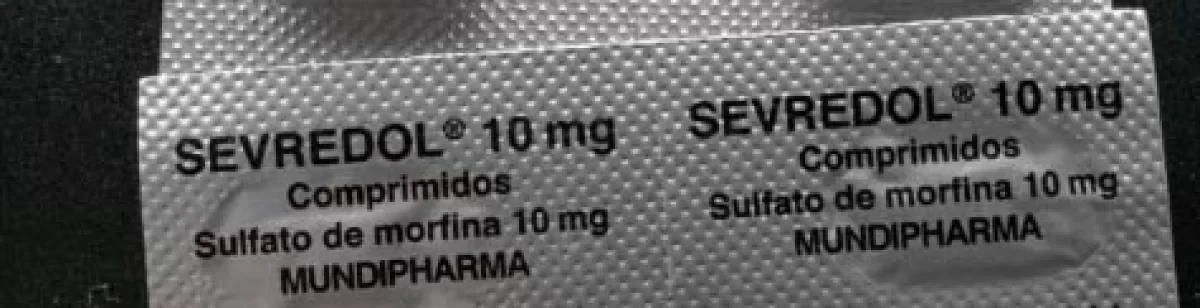 SEVREDOL® 10 mg
Comprimidos
Sulfato de morfina 10 mg
MUNDIPHARMA
SEVREDOL® 10 mg
Comprimidos
Sulfato de morfina 10 mg
MUNDIPHARMA